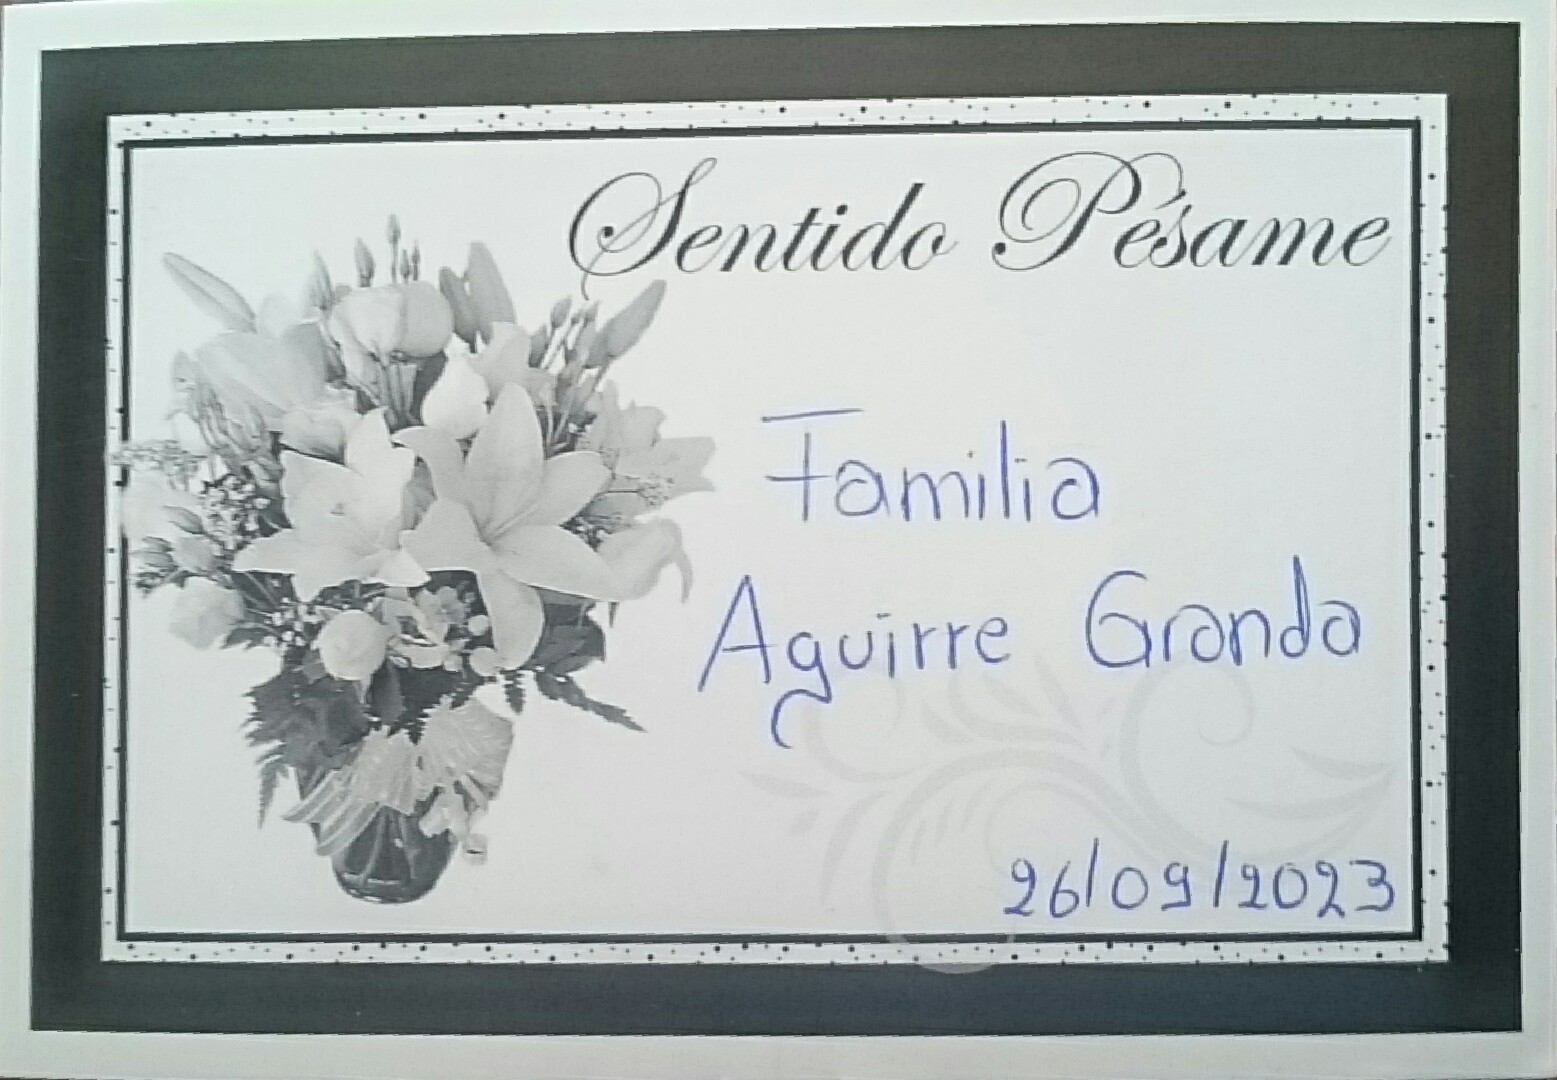 Sentido Pésame
Familia
Aguirre Granda
26/09/2023